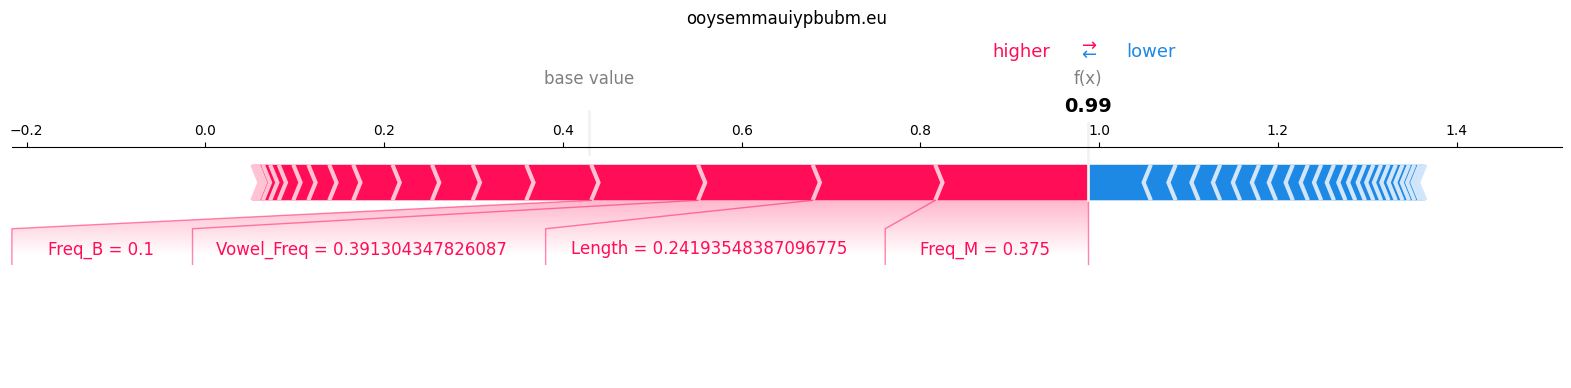 ooysemmauiypbubm.eu
higher ⇄ lower
base value f(x)
0.99
−0.2 0.0 0.2 0.4 0.6 0.8 1.0 1.2 1.4
Freq_B = 0.1 Vowel_Freq = 0.391304347826087 Length = 0.24193548387096775 Freq_M = 0.375